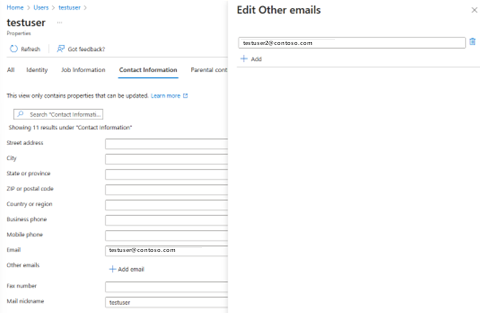 Home > Users > testuser >
testuser ...
Properties
Refresh
Got feedback?
All
Identity
Job Information
Contact Information
Parental cont
This view only contains properties that can be updated. Learn more
Search "Contact Informati...
Showing 11 results under "Contact Information"
Street address
City
State or province
ZIP or postal code
Country or region
Business phone
Mobile phone
Email
testuser@contoso.com
Other emails
+ Add email
Fax number
Mail nickname
testuser
Edit Other emails
testuser2@contoso.com
+ Add